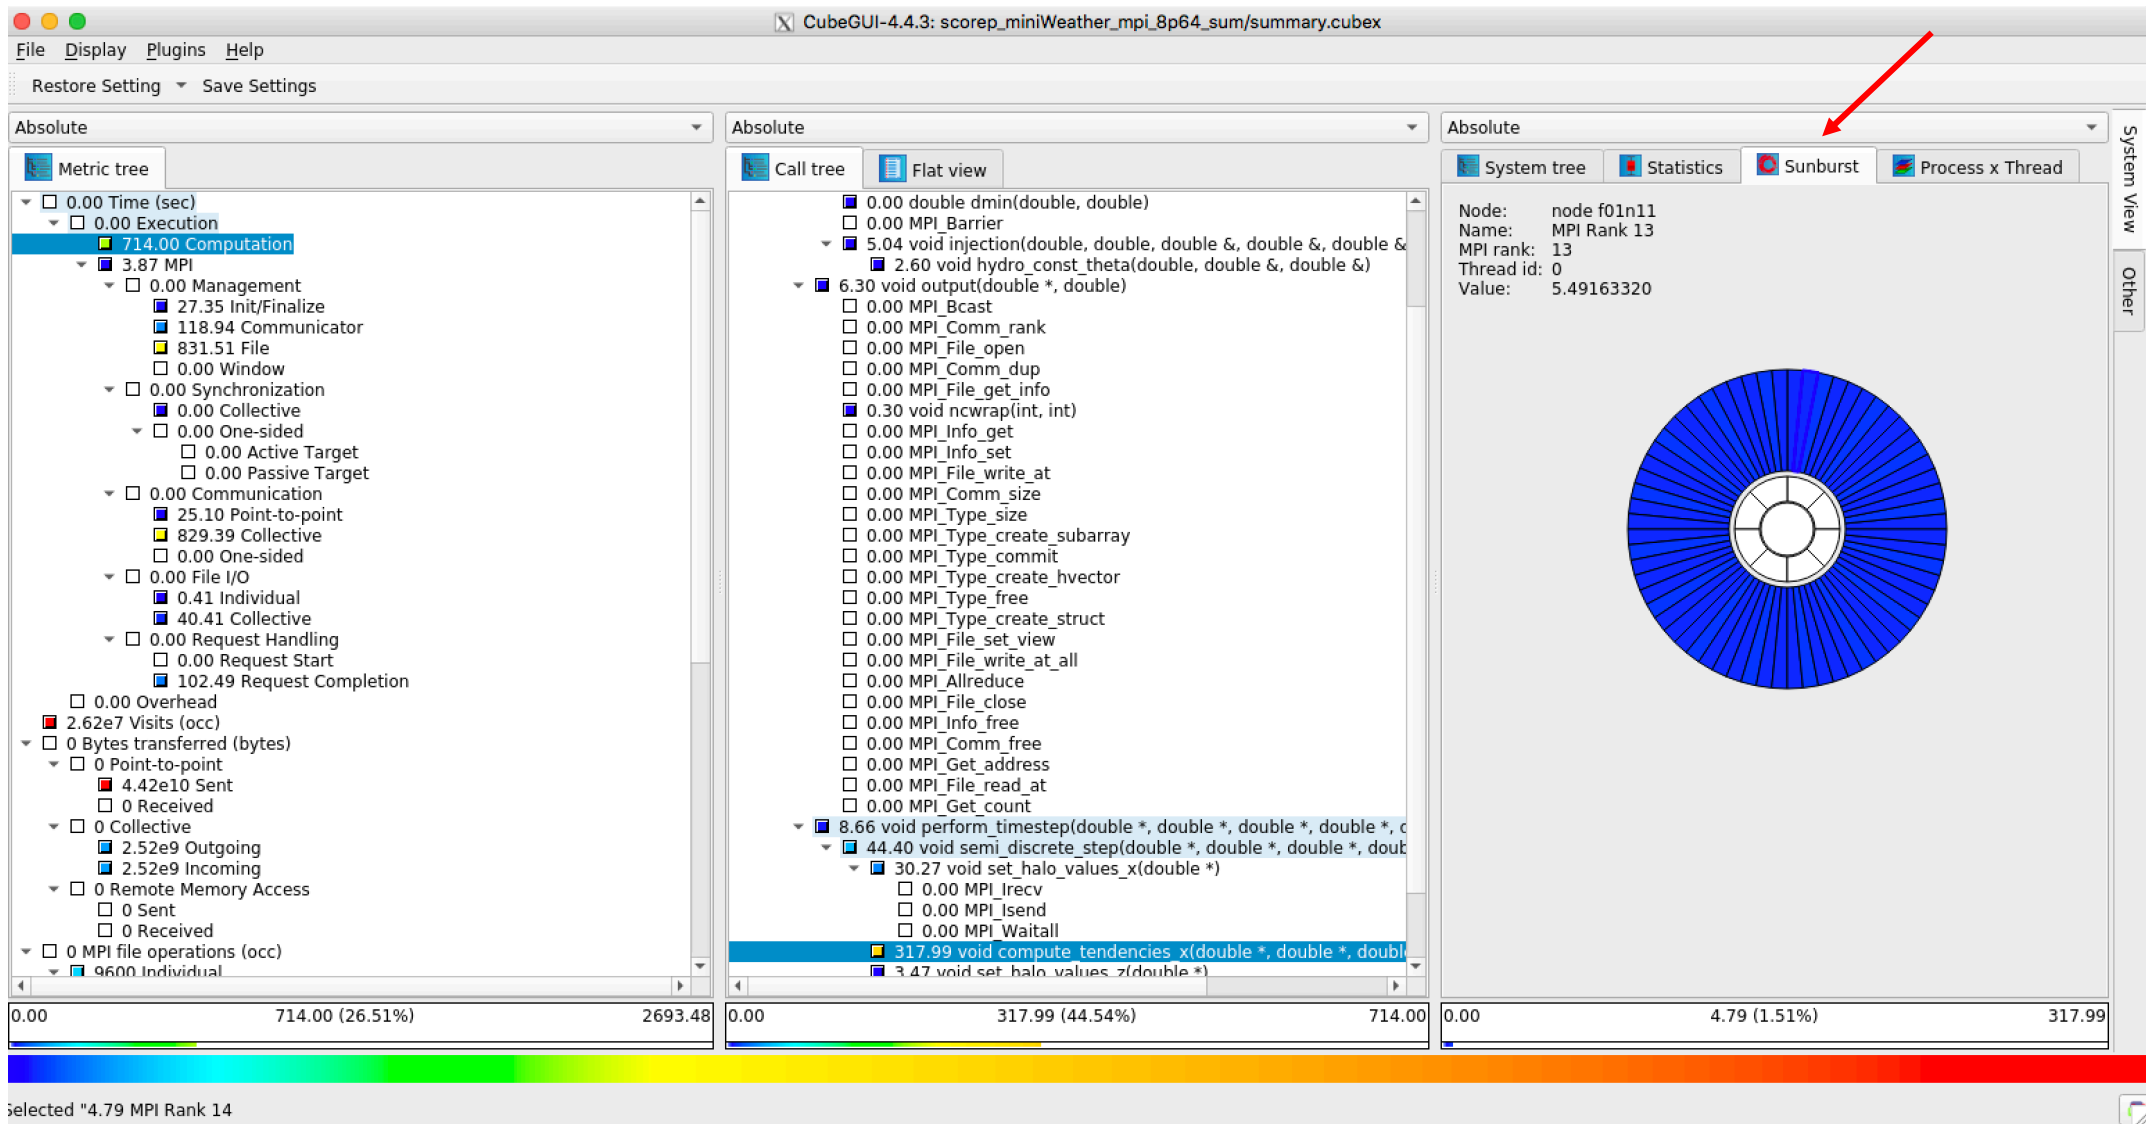 CubeGUI-4.4.3: scorep_miniWeather_mpi_8p64_sum/summary.cubex
File Display Plugins Help
Restore Setting Save Settings
Absolute
Metric tree
0.00 Time (sec)
0.00 Execution
714.00 Computation
3.87 MPI
0.00 Management
27.35 Init/Finalize
118.94 Communicator
831.51 File
0.00 Window
0.00 Synchronization
0.00 Collective
0.00 One-sided
0.00 Active Target
0.00 Passive Target
0.00 Communication
25.10 Point-to-point
829.39 Collective
0.00 One-sided
0.00 File I/O
0.41 Individual
40.41 Collective
0.00 Request Handling
0.00 Request Start
102.49 Request Completion
0.00 Overhead
2.62e7 Visits (occ)
0 Bytes transferred (bytes)
0 Point-to-point
4.42e10 Sent
0 Received
0 Collective
2.52e9 Outgoing
2.52e9 Incoming
0 Remote Memory Access
0 Sent
0 Received
0 MPI file operations (occ)
9600 Individual
0.00 714.00 (26.51%) 2693.48
Absolute
Call tree Flat view
0.00 double dmin(double, double)
0.00 MPI_Barrier
5.04 void injection(double, double, double &, double &, double &
2.60 void hydro_const_theta(double, double &, double &)
6.30 void output(double *, double)
0.00 MPI_Bcast
0.00 MPI_Comm_rank
0.00 MPI_File_open
0.00 MPI_Comm_dup
0.00 MPI_File_get_info
0.30 void ncwrap(int, int)
0.00 MPI_Info_get
0.00 MPI_Info_set
0.00 MPI_File_write_at
0.00 MPI_Comm_size
0.00 MPI_Type_size
0.00 MPI_Type_create_subarray
0.00 MPI_Type_commit
0.00 MPI_Type_create_hvector
0.00 MPI_Type_free
0.00 MPI_Type_create_struct
0.00 MPI_File_set_view
0.00 MPI_File_write_at_all
0.00 MPI_Allreduce
0.00 MPI_File_close
0.00 MPI_Info_free
0.00 MPI_Comm_free
0.00 MPI_Get_address
0.00 MPI_File_read_at
0.00 MPI_Get_count
8.66 void perform_timestep(double *, double *, double *, double *, d
44.40 void semi_discrete_step(double *, double *, double *, doub
30.27 void set_halo_values_x(double *)
0.00 MPI_Irecv
0.00 MPI_Isend
0.00 MPI_Waitall
317.99 void compute_tendencies_x(double *, double *, doubl
3.47 void set_halo_values_z(double *)
0.00 317.99 (44.54%) 714.00
Absolute
System tree Statistics Sunburst Process x Thread
Node: node f01n11
Name: MPI Rank 13
MPI rank: 13
Thread id: 0
Value: 5.49163320
0.00 4.79 (1.51%) 317.99
System View
Other
Selected "4.79 MPI Rank 14